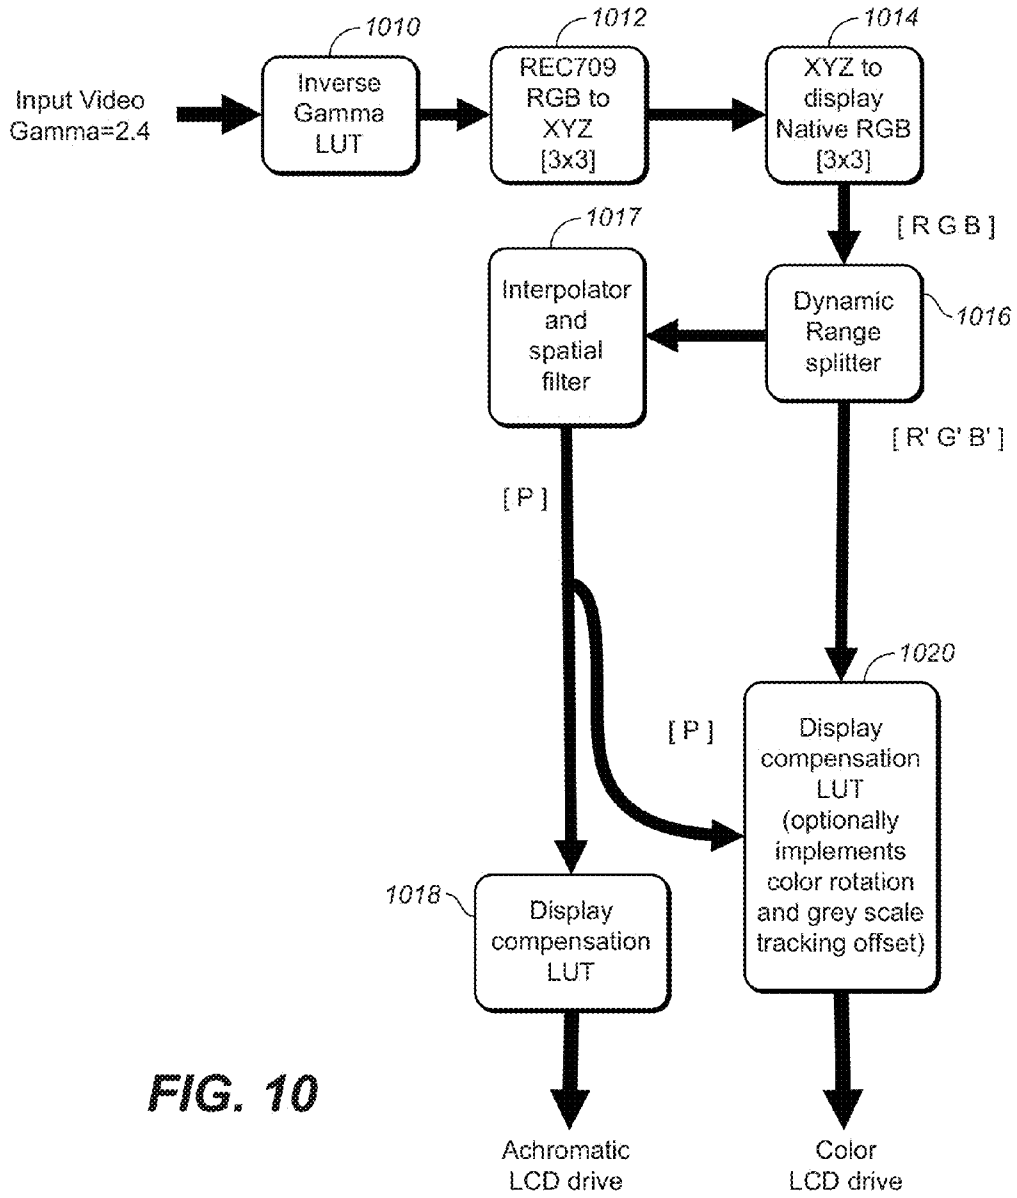 1010
1012
1014
Input Video
Gamma=2.4
Inverse
Gamma
LUT
REC709
RGB to
XYZ
[3x3]
XYZ to
display
Native RGB
[3x3]
[ R G B ]
1017
Interpolator
and
spatial
filter
Dynamic
Range
splitter
1016
[ R' G' B' ]
[ P ]
1020
[ P ]
Display
compensation
LUT
(optionally
implements
color rotation
and grey scale
tracking offset)
1018
Display
compensation
LUT
FIG. 10
Achromatic
LCD drive
Color
LCD drive